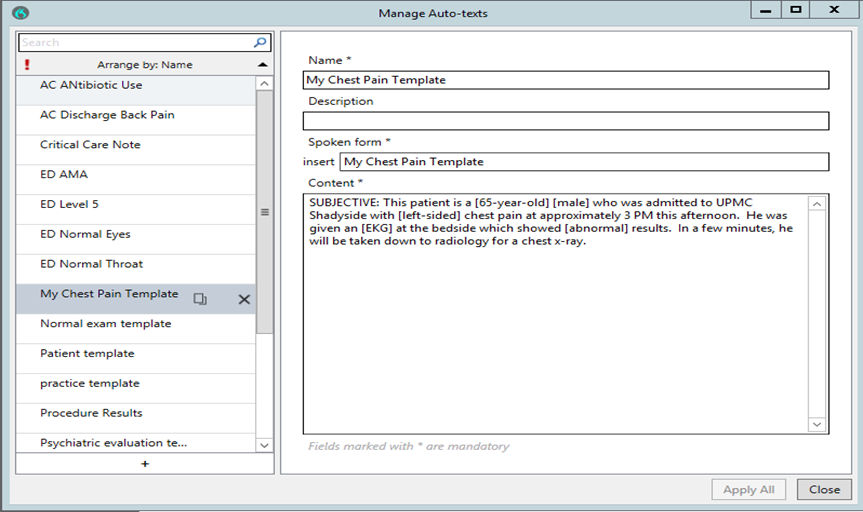 Manage Auto-texts
Search
Arrange by: Name
AC ANtibiotic Use
AC Discharge Back Pain
Critical Care Note
ED AMA
ED Level 5
ED Normal Eyes
ED Normal Throat
My Chest Pain Template
Normal exam template
Patient template
practice template
Procedure Results
Psychiatric evaluation te...
+
Name *
My Chest Pain Template
Description
Spoken form *
insert My Chest Pain Template
Content *
SUBJECTIVE: This patient is a [65-year-old] [male] who was admitted to UPMC
Shadyside with [left-sided] chest pain at approximately 3 PM this afternoon.  He was
given an [EKG] at the bedside which showed [abnormal] results.  In a few minutes, he
will be taken down to radiology for a chest x-ray.
Fields marked with * are mandatory
Apply All
Close